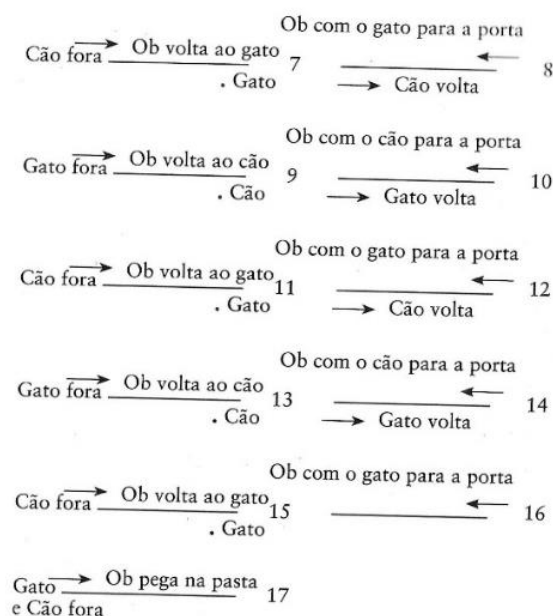 Ob com o gato para a porta
Cão fora → Ob volta ao gato 7 ← 8
. Gato → Cão volta
Ob com o cão para a porta
Gato fora → Ob volta ao cão 9 ← 10
. Cão → Gato volta
Ob com o gato para a porta
Cão fora → Ob volta ao gato 11 ← 12
. Gato → Cão volta
Ob com o cão para a porta
Gato fora → Ob volta ao cão 13 ← 14
. Cão → Gato volta
Ob com o gato para a porta
Cão fora → Ob volta ao gato 15 ← 16
. Gato
Gato → Ob pega na pasta 17
e Cão fora